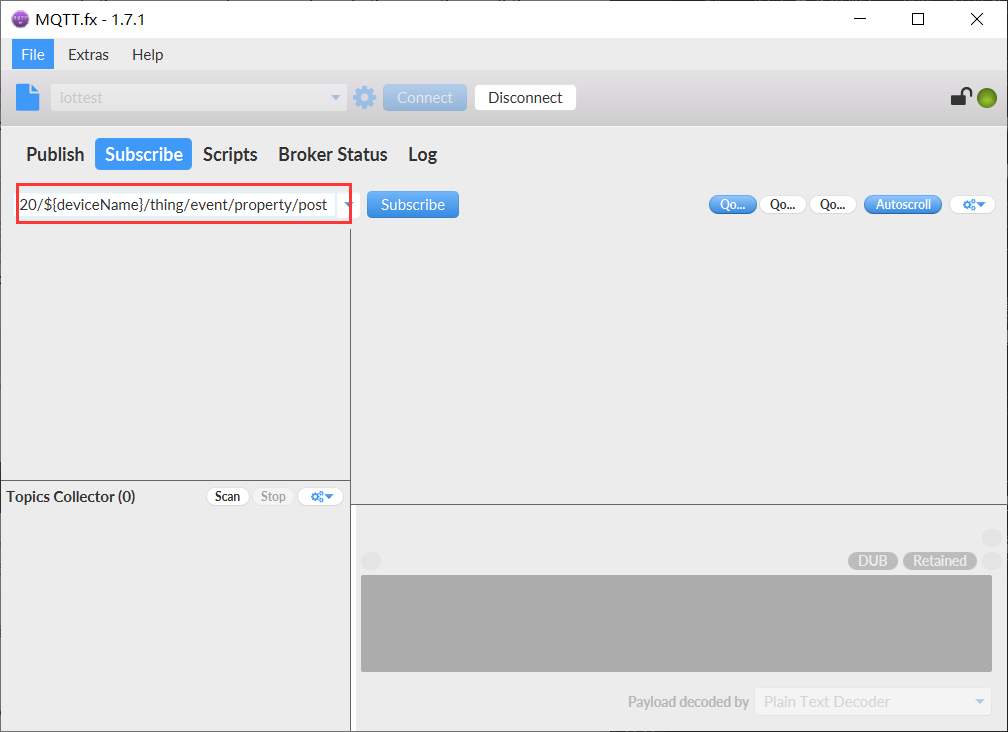 MQTT.fx - 1.7.1
File Extras Help
iottest Connect Disconnect
Publish Subscribe Scripts Broker Status Log
20/${deviceName}/thing/event/property/post Subscribe Qo... Qo... Qo... Autoscroll
Topics Collector (0) Scan Stop
DUB Retained
Payload decoded by Plain Text Decoder